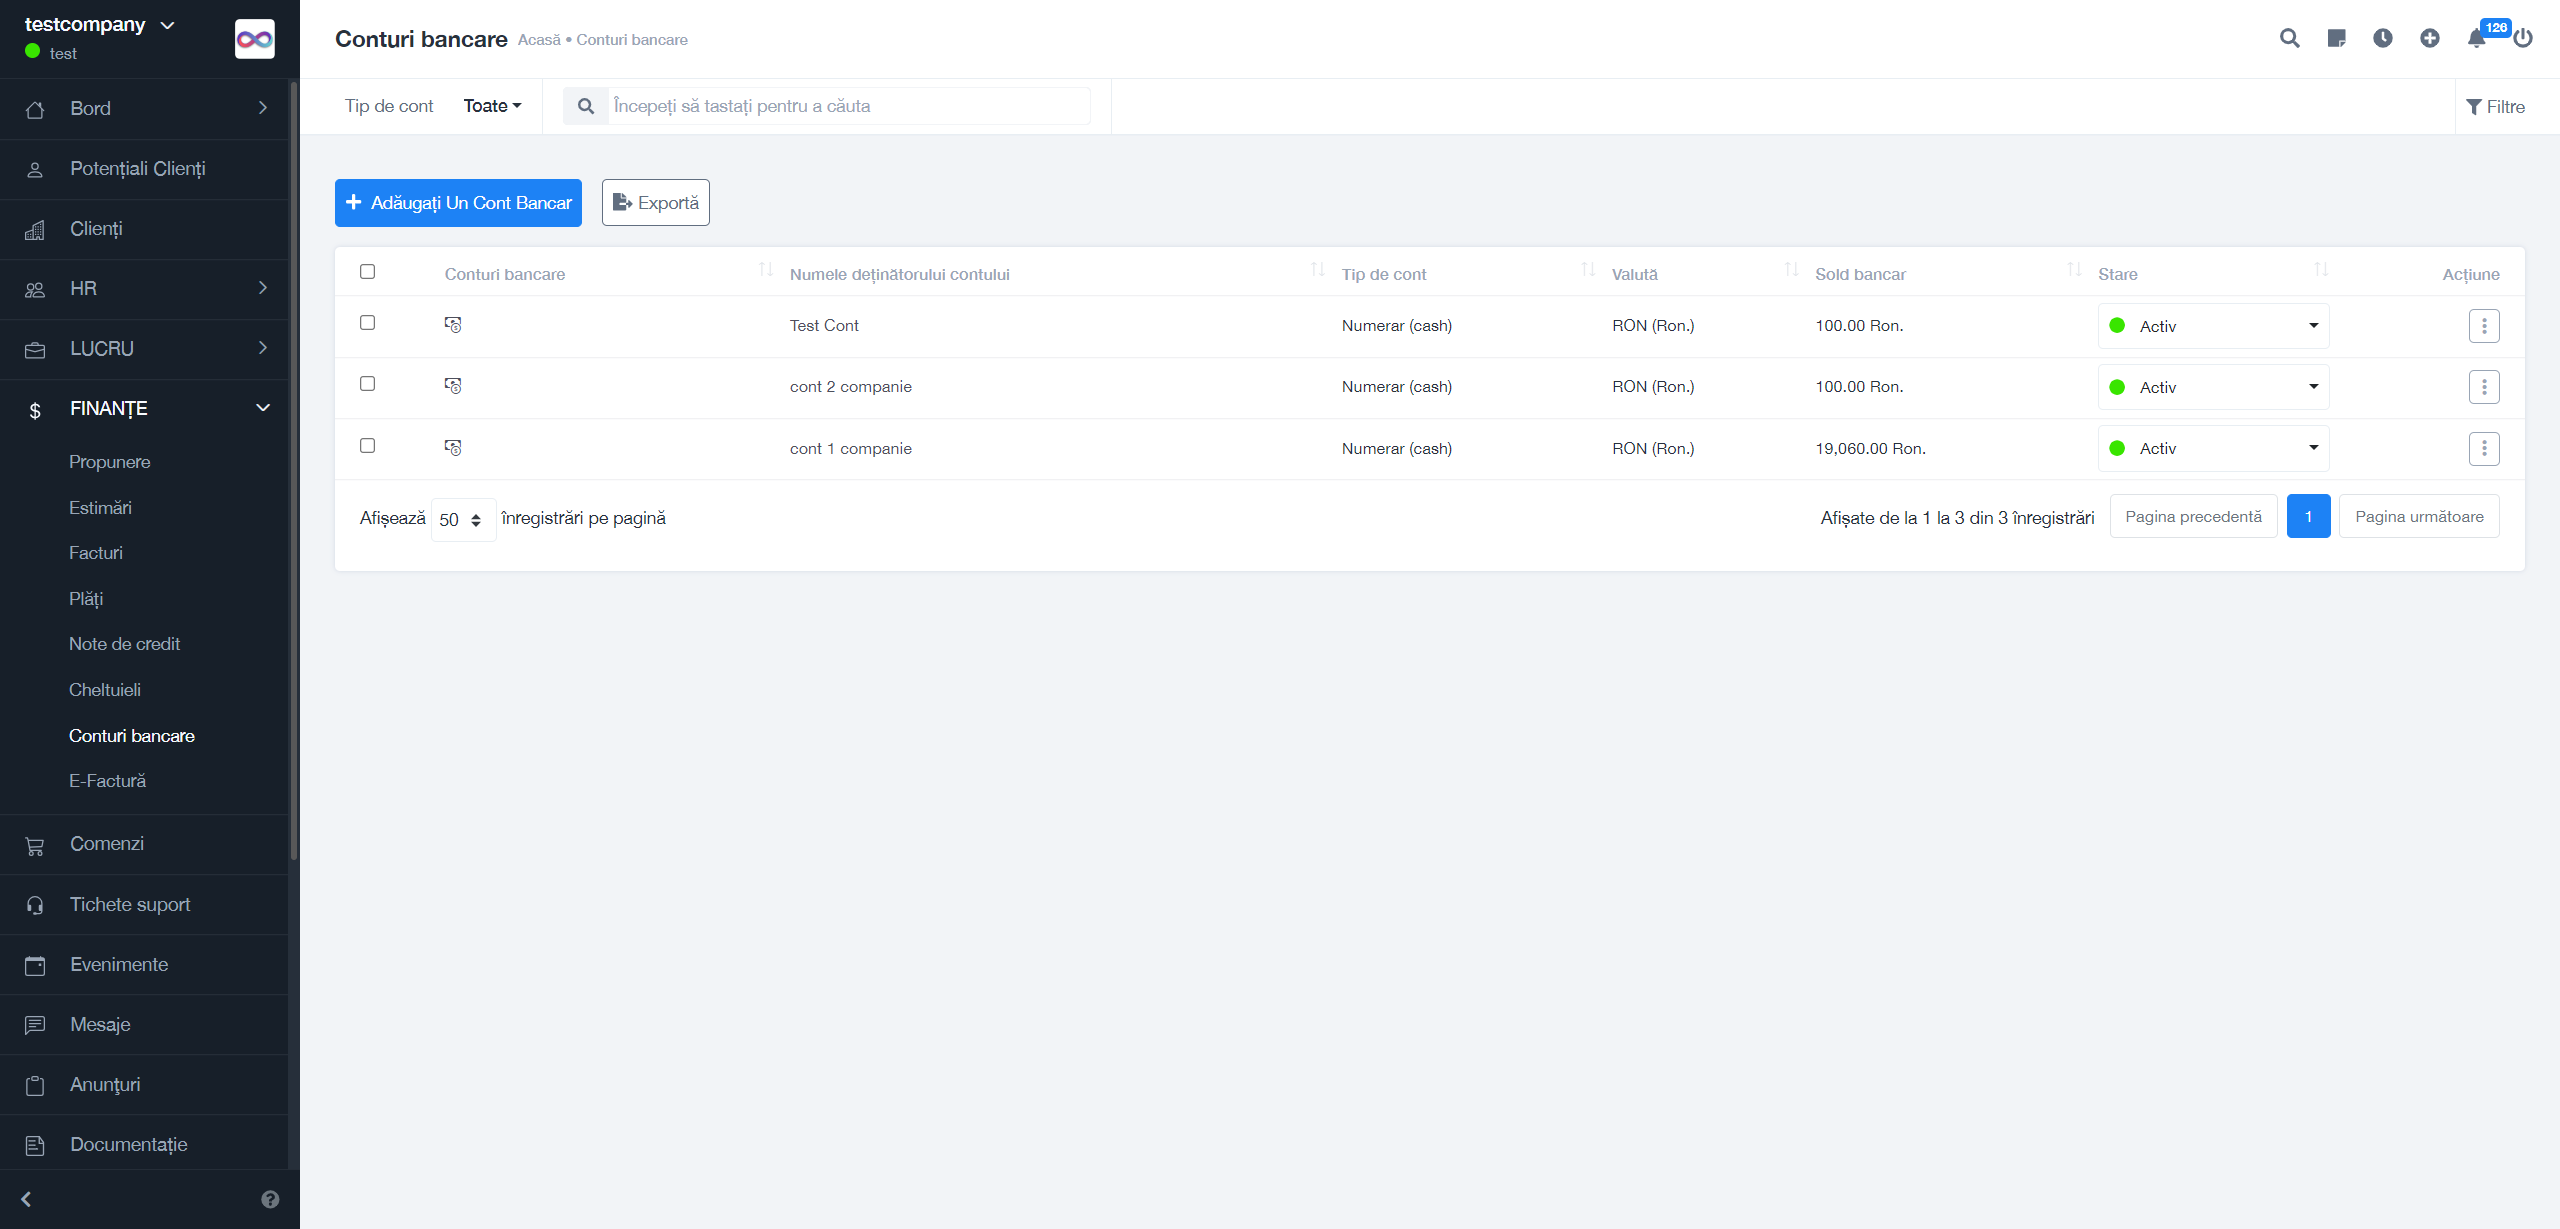 testcompany
test
Bord
Potențiali Clienți
Clienți
HR
LUCRU
FINANȚE
Propunere
Estimări
Facturi
Plăți
Note de credit
Cheltuieli
Conturi bancare
E-Factură
Comenzi
Tichete suport
Evenimente
Mesaje
Anunţuri
Documentație
Conturi bancare Acasă • Conturi bancare
126
Tip de cont Toate Începeți să tastați pentru a căuta Filtre
Adăugați Un Cont Bancar Exportă
Conturi bancare Numele deținătorului contului Tip de cont Valută Sold bancar Stare Acțiune
Test Cont Numerar (cash) RON (Ron.) 100.00 Ron. Activ
cont 2 companie Numerar (cash) RON (Ron.) 100.00 Ron. Activ
cont 1 companie Numerar (cash) RON (Ron.) 19,060.00 Ron. Activ
Afișează 50 înregistrări pe pagină Afișate de la 1 la 3 din 3 înregistrări Pagina precedentă 1 Pagina următoare